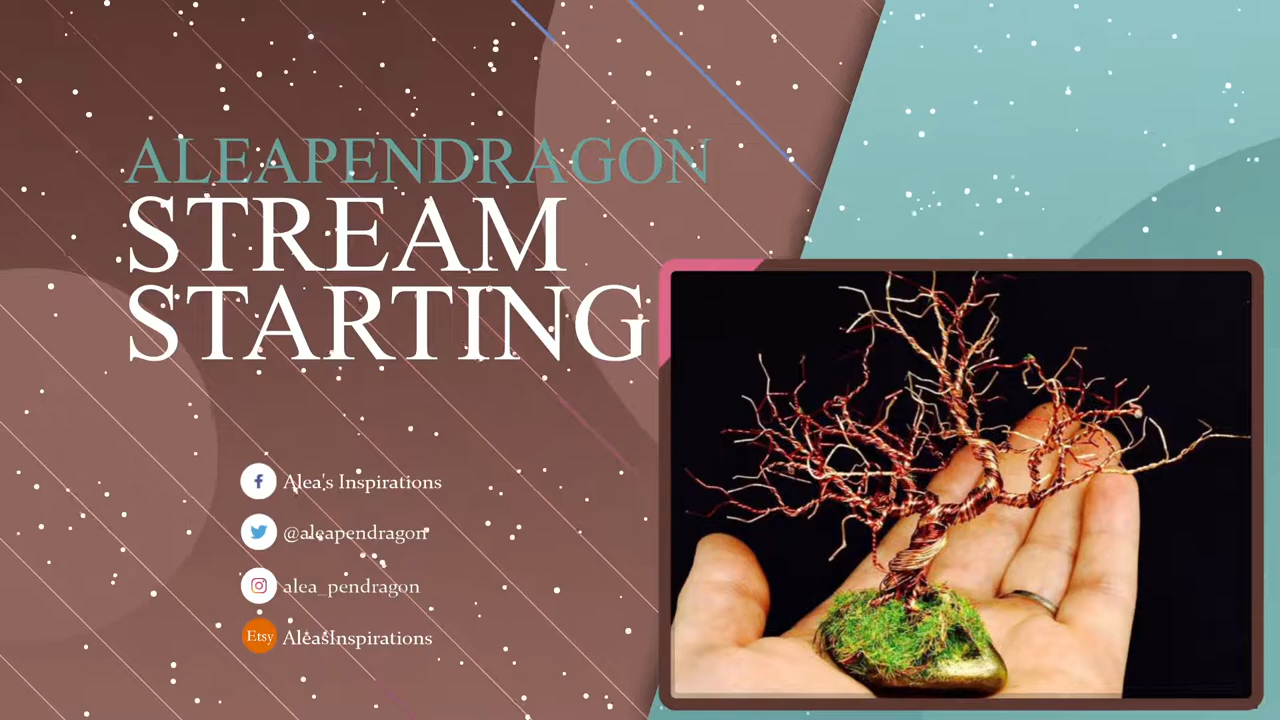 ALEAPENDRAGON
STREAM
STARTING
Alea's Inspirations
@aleapendragon
alea_pendragon
Etsy AleasInspirations